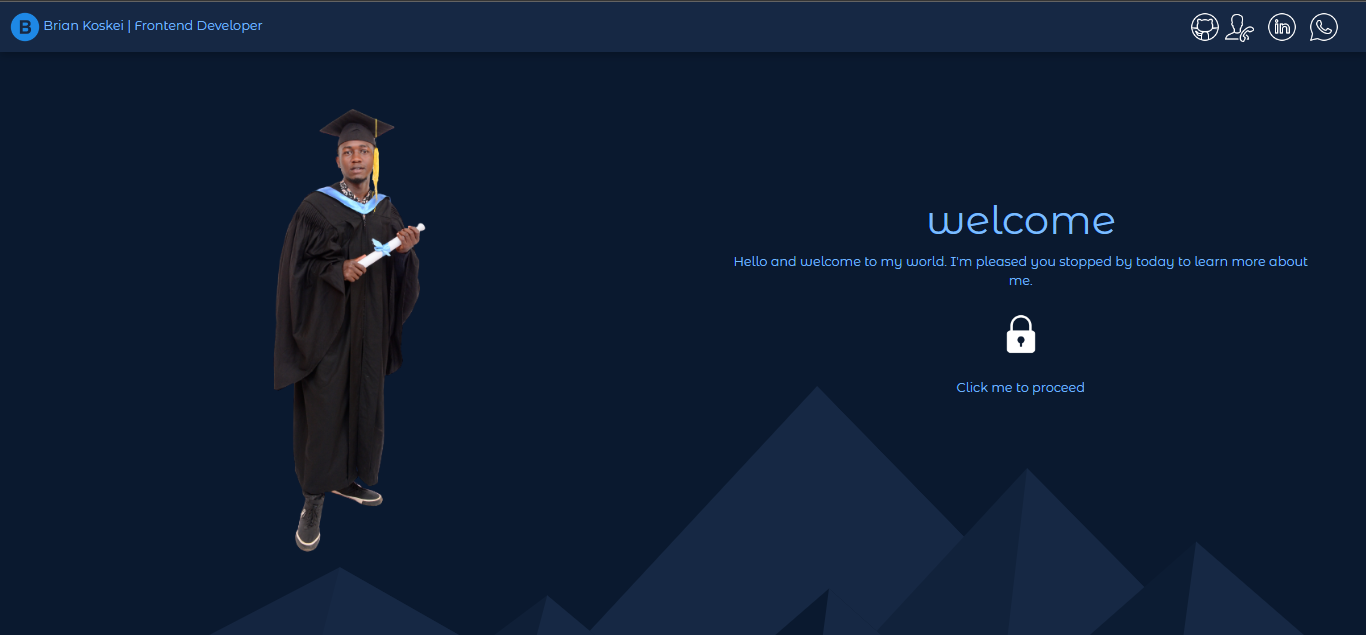 B Brian Koskei | Frontend Developer
in
welcome
Hello and welcome to my world. I'm pleased you stopped by today to learn more about
me.
Click me to proceed